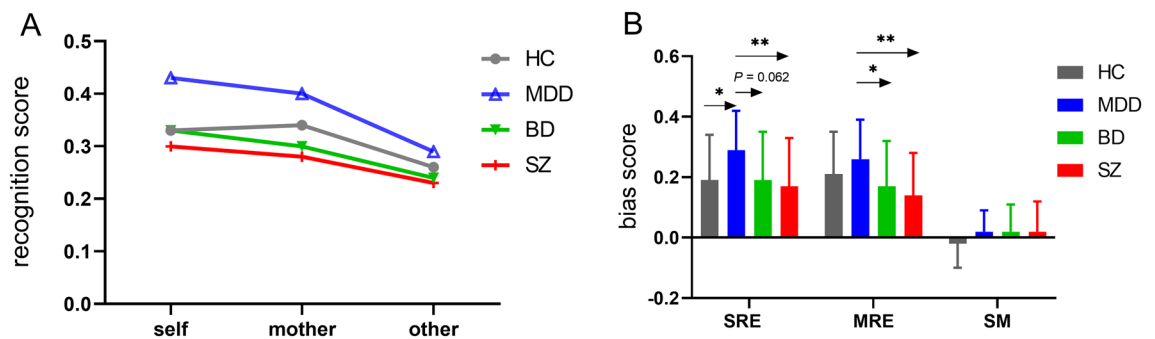 A
recognition score
0.5
0.4
0.3
0.2
0.1
0.0
self
mother
other
HC
MDD
BD
SZ
B
bias score
0.6
0.4
0.2
0.0
-0.2
**
P = 0.062
*
**
*
SRE
MRE
SM
HC
MDD
BD
SZ